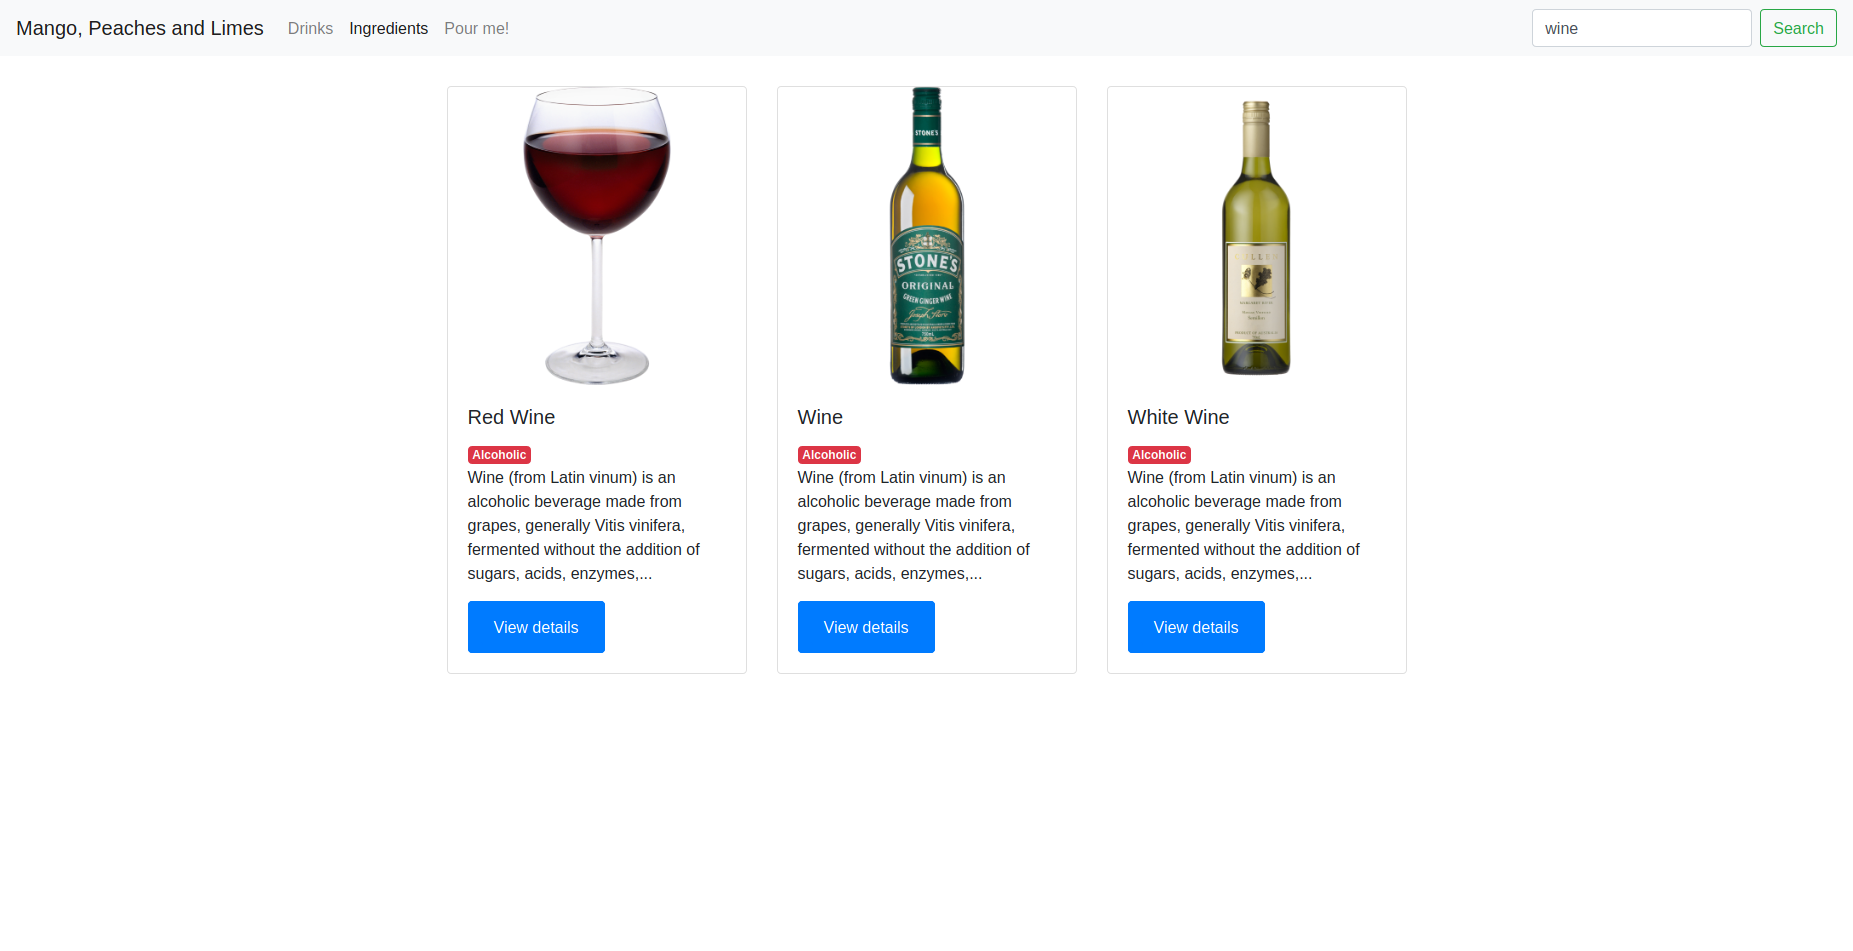 Mango, Peaches and Limes Drinks Ingredients Pour me! wine Search
STONE'S
STONE'S
ORIGINAL
GREEN GINGER WINE
Joseph Stone
750mL
Red Wine
Alcoholic
Wine (from Latin vinum) is an
alcoholic beverage made from
grapes, generally Vitis vinifera,
fermented without the addition of
sugars, acids, enzymes,...
View details
Wine
Alcoholic
Wine (from Latin vinum) is an
alcoholic beverage made from
grapes, generally Vitis vinifera,
fermented without the addition of
sugars, acids, enzymes,...
View details
White Wine
Alcoholic
Wine (from Latin vinum) is an
alcoholic beverage made from
grapes, generally Vitis vinifera,
fermented without the addition of
sugars, acids, enzymes,...
View details